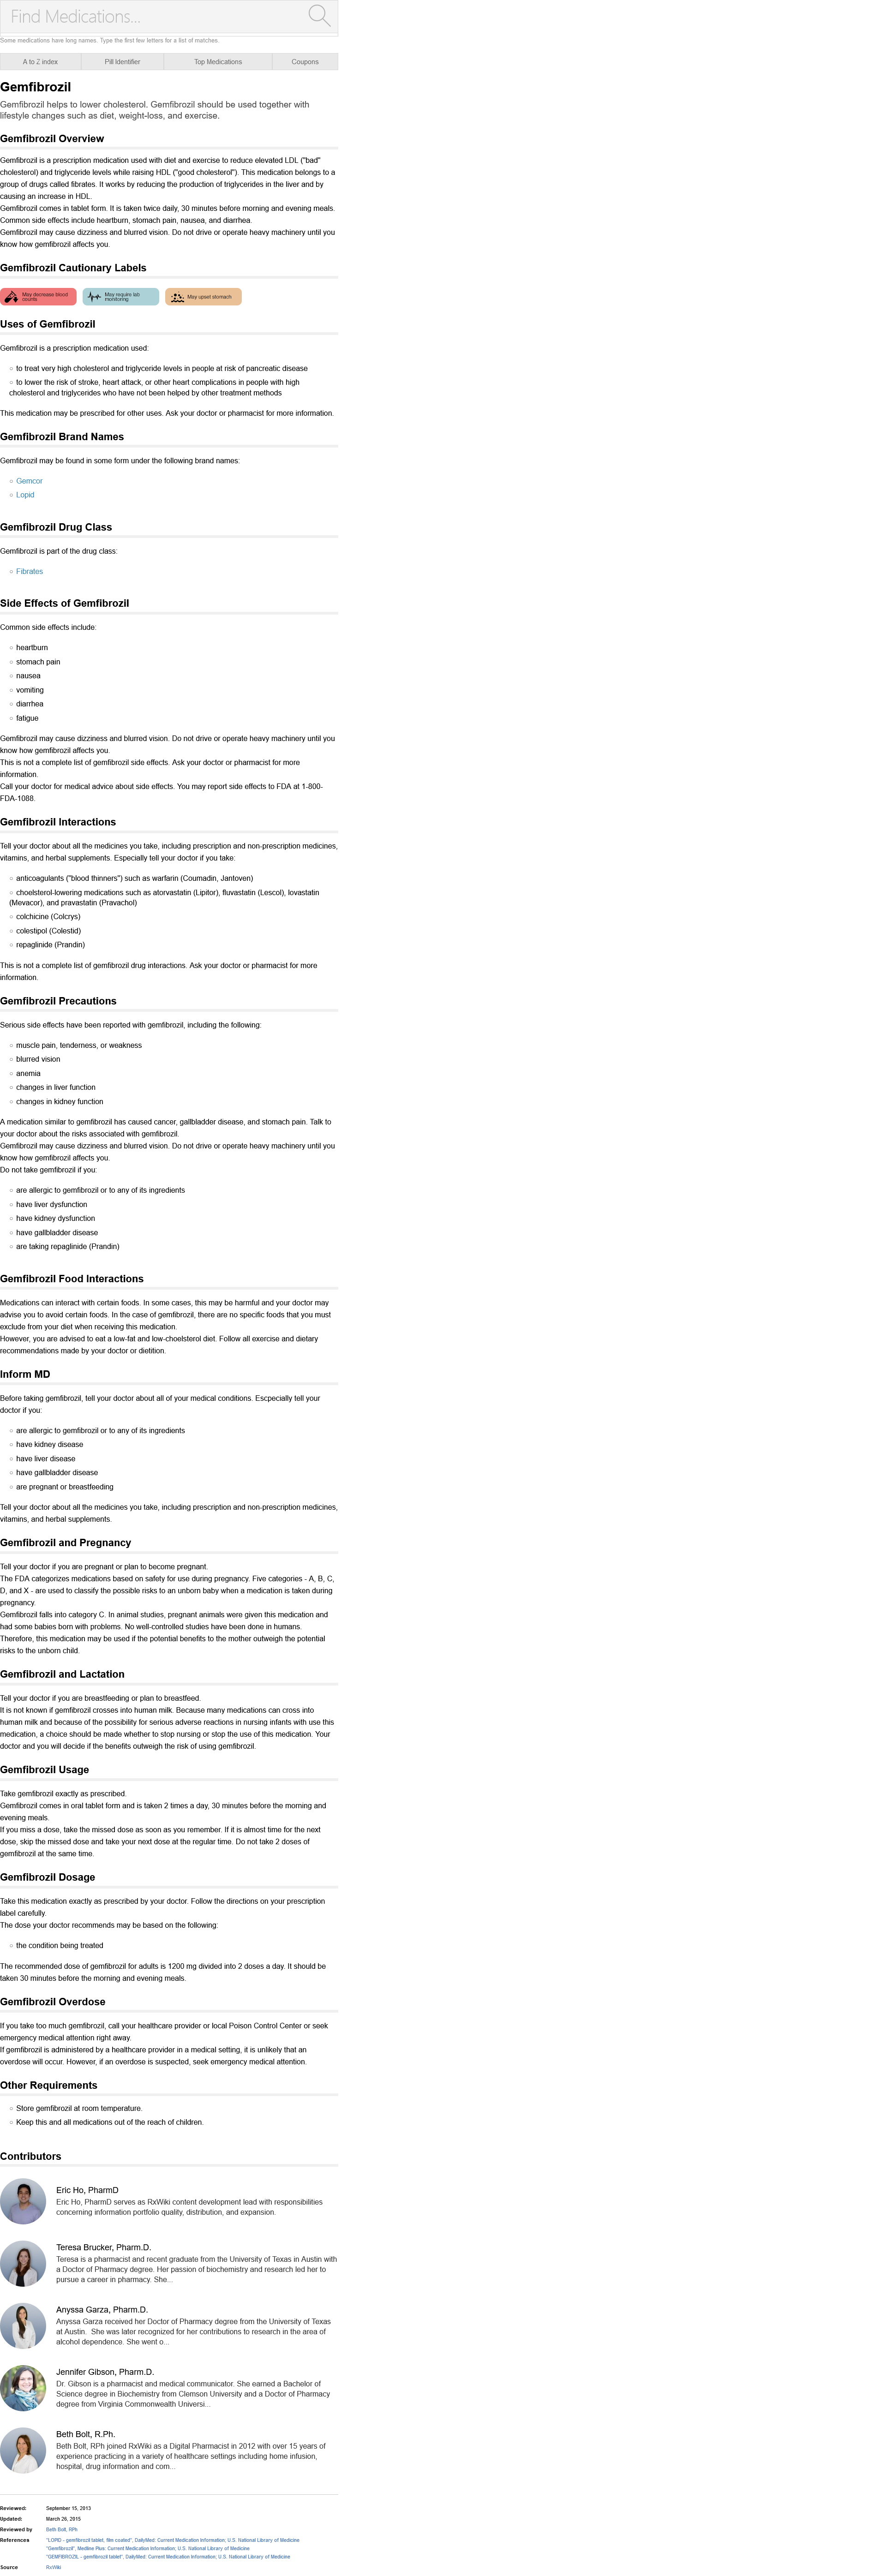 Find Medications...
Some medications have long names. Type the first few letters for a list of matches.
A to Z index
Pill Identifier
Top Medications
Coupons
Gemfibrozil
Gemfibrozil helps to lower cholesterol. Gemfibrozil should be used together with
lifestyle changes such as diet, weight-loss, and exercise.
Gemfibrozil Overview
Gemfibrozil is a prescription medication used with diet and exercise to reduce elevated LDL ("bad"
cholesterol) and triglyceride levels while raising HDL ("good cholesterol"). This medication belongs to a
group of drugs called fibrates. It works by reducing the production of triglycerides in the liver and by
causing an increase in HDL.
Gemfibrozil comes in tablet form. It is taken twice daily, 30 minutes before morning and evening meals.
Common side effects include heartburn, stomach pain, nausea, and diarrhea.
Gemfibrozil may cause dizziness and blurred vision. Do not drive or operate heavy machinery until you
know how gemfibrozil affects you.
Gemfibrozil Cautionary Labels
May decrease blood
counts
May require lab
monitoring
May upset stomach
Uses of Gemfibrozil
Gemfibrozil is a prescription medication used:
to treat very high cholesterol and triglyceride levels in people at risk of pancreatic disease
to lower the risk of stroke, heart attack, or other heart complications in people with high
cholesterol and triglycerides who have not been helped by other treatment methods
This medication may be prescribed for other uses. Ask your doctor or pharmacist for more information.
Gemfibrozil Brand Names
Gemfibrozil may be found in some form under the following brand names:
Gemcor
Lopid
Gemfibrozil Drug Class
Gemfibrozil is part of the drug class:
Fibrates
Side Effects of Gemfibrozil
Common side effects include:
heartburn
stomach pain
nausea
vomiting
diarrhea
fatigue
Gemfibrozil may cause dizziness and blurred vision. Do not drive or operate heavy machinery until you
know how gemfibrozil affects you.
This is not a complete list of gemfibrozil side effects. Ask your doctor or pharmacist for more
information.
Call your doctor for medical advice about side effects. You may report side effects to FDA at 1-800-
FDA-1088.
Gemfibrozil Interactions
Tell your doctor about all the medicines you take, including prescription and non-prescription medicines,
vitamins, and herbal supplements. Especially tell your doctor if you take:
anticoagulants ("blood thinners") such as warfarin (Coumadin, Jantoven)
choelsterol-lowering medications such as atorvastatin (Lipitor), fluvastatin (Lescol), lovastatin
(Mevacor), and pravastatin (Pravachol)
colchicine (Colcrys)
colestipol (Colestid)
repaglinide (Prandin)
This is not a complete list of gemfibrozil drug interactions. Ask your doctor or pharmacist for more
information.
Gemfibrozil Precautions
Serious side effects have been reported with gemfibrozil, including the following:
muscle pain, tenderness, or weakness
blurred vision
anemia
changes in liver function
changes in kidney function
A medication similar to gemfibrozil has caused cancer, gallbladder disease, and stomach pain. Talk to
your doctor about the risks associated with gemfibrozil.
Gemfibrozil may cause dizziness and blurred vision. Do not drive or operate heavy machinery until you
know how gemfibrozil affects you.
Do not take gemfibrozil if you:
are allergic to gemfibrozil or to any of its ingredients
have liver dysfunction
have kidney dysfunction
have gallbladder disease
are taking repaglinide (Prandin)
Gemfibrozil Food Interactions
Medications can interact with certain foods. In some cases, this may be harmful and your doctor may
advise you to avoid certain foods. In the case of gemfibrozil, there are no specific foods that you must
exclude from your diet when receiving this medication.
However, you are advised to eat a low-fat and low-choelsterol diet. Follow all exercise and dietary
recommendations made by your doctor or dietition.
Inform MD
Before taking gemfibrozil, tell your doctor about all of your medical conditions. Escpecially tell your
doctor if you:
are allergic to gemfibrozil or to any of its ingredients
have kidney disease
have liver disease
have gallbladder disease
are pregnant or breastfeeding
Tell your doctor about all the medicines you take, including prescription and non-prescription medicines,
vitamins, and herbal supplements.
Gemfibrozil and Pregnancy
Tell your doctor if you are pregnant or plan to become pregnant.
The FDA categorizes medications based on safety for use during pregnancy. Five categories - A, B, C,
D, and X - are used to classify the possible risks to an unborn baby when a medication is taken during
pregnancy.
Gemfibrozil falls into category C. In animal studies, pregnant animals were given this medication and
had some babies born with problems. No well-controlled studies have been done in humans.
Therefore, this medication may be used if the potential benefits to the mother outweigh the potential
risks to the unborn child.
Gemfibrozil and Lactation
Tell your doctor if you are breastfeeding or plan to breastfeed.
It is not known if gemfibrozil crosses into human milk. Because many medications can cross into
human milk and because of the possibility for serious adverse reactions in nursing infants with use this
medication, a choice should be made whether to stop nursing or stop the use of this medication. Your
doctor and you will decide if the benefits outweigh the risk of using gemfibrozil.
Gemfibrozil Usage
Take gemfibrozil exactly as prescribed.
Gemfibrozil comes in oral tablet form and is taken 2 times a day, 30 minutes before the morning and
evening meals.
If you miss a dose, take the missed dose as soon as you remember. If it is almost time for the next
dose, skip the missed dose and take your next dose at the regular time. Do not take 2 doses of
gemfibrozil at the same time.
Gemfibrozil Dosage
Take this medication exactly as prescribed by your doctor. Follow the directions on your prescription
label carefully.
The dose your doctor recommends may be based on the following:
the condition being treated
The recommended dose of gemfibrozil for adults is 1200 mg divided into 2 doses a day. It should be
taken 30 minutes before the morning and evening meals.
Gemfibrozil Overdose
If you take too much gemfibrozil, call your healthcare provider or local Poison Control Center or seek
emergency medical attention right away.
If gemfibrozil is administered by a healthcare provider in a medical setting, it is unlikely that an
overdose will occur. However, if an overdose is suspected, seek emergency medical attention.
Other Requirements
Store gemfibrozil at room temperature.
Keep this and all medications out of the reach of children.
Contributors
Eric Ho, PharmD
Eric Ho, PharmD serves as RxWiki content development lead with responsibilities
concerning information portfolio quality, distribution, and expansion.
Teresa Brucker, Pharm.D.
Teresa is a pharmacist and recent graduate from the University of Texas in Austin with
a Doctor of Pharmacy degree. Her passion of biochemistry and research led her to
pursue a career in pharmacy. She...
Anyssa Garza, Pharm.D.
Anyssa Garza received her Doctor of Pharmacy degree from the University of Texas
at Austin. She was later recognized for her contributions to research in the area of
alcohol dependence. She went o...
Jennifer Gibson, Pharm.D.
Dr. Gibson is a pharmacist and medical communicator. She earned a Bachelor of
Science degree in Biochemistry from Clemson University and a Doctor of Pharmacy
degree from Virginia Commonwealth Universi...
Beth Bolt, R.Ph.
Beth Bolt, RPh joined RxWiki as a Digital Pharmacist in 2012 with over 15 years of
experience practicing in a variety of healthcare settings including home infusion,
hospital, drug information and com...
Reviewed: September 15, 2013
Updated: March 26, 2015
Reviewed by Beth Bolt, RPh
References "LOPID - gemfibrozil tablet, film coated", DailyMed: Current Medication Information, U.S. National Library of Medicine
"Gemfibrozil", Medline Plus: Current Medication Information; U.S. National Library of Medicine
"GEMFIBROZIL - gemfibrozil tablet"; DailyMed: Current Medication Information; U.S. National Library of Medicine
Source RxWiki